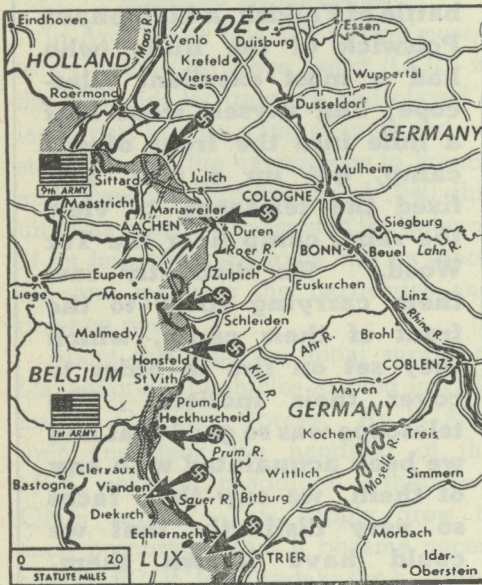 17 DEC.
Eindhoven
Essen
Maas R.
Venlo
Duisburg
HOLLAND
Krefeld
Viersen
Wuppertal
Roermond
Dusseldorf
GERMANY
9TH ARMY
Sittard
Julich
Mulheim
Maastricht
Mariaweiler
COLOGNE
AACHEN
Duren
Siegburg
Roer R.
BONN
Beuel
Lahn R.
Eupen
Zulpich
Liege
Monschau
Euskirchen
Linz
Schleiden
Rhine R.
Malmedy
Ahr R.
Brohl
Honsfeld
COBLENZ
BELGIUM
St Vith
Kill R.
Mayen
1ST ARMY
Prum
GERMANY
Heckhuscheid
Kochem
Treis
Prum R.
Clervaux
Moselle R.
Bastogne
Vianden
Wittlich
Simmern
Sauer R.
Bitburg
Diekirch
Morbach
Echternach
0 20
STATUTE MILES
LUX
TRIER
Idar-
Oberstein